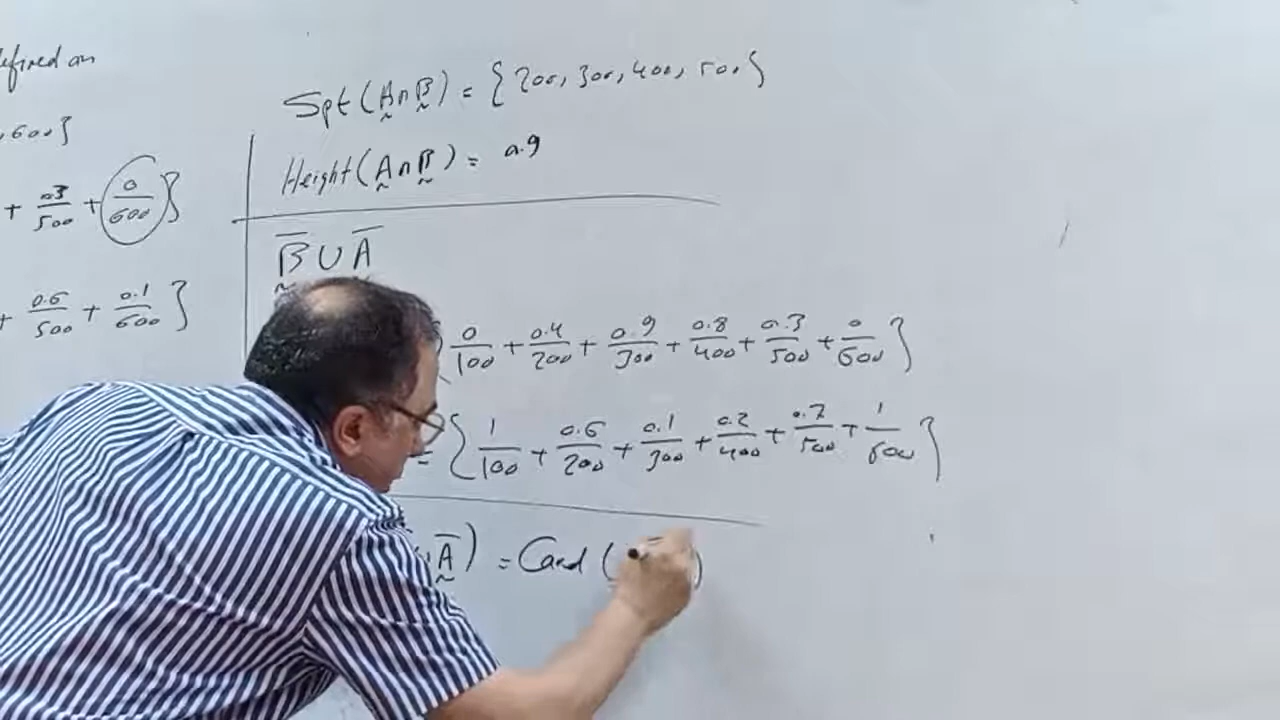 defined on
, 600}
+ 0.3/500 + 0/600 }
+ 0.6/500 + 0.1/600 }
Spt(A∩B) = {200, 300, 400, 500}
Height(A∩B) = 0.9
B̅ ∪ A̅
0/100 + 0.4/200 + 0.9/300 + 0.8/400 + 0.3/500 + 0/600 }
= { 1/100 + 0.6/200 + 0.1/300 + 0.2/400 + 0.7/500 + 1/600 }
A̅) = Card (